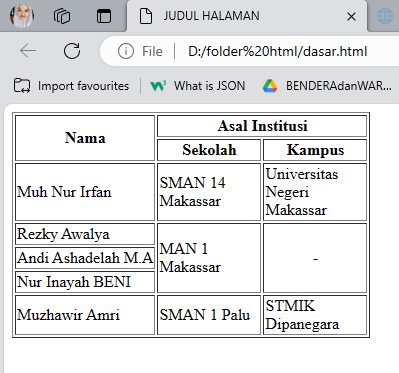 JUDUL HALAMAN
File
D:/folder%20html/dasar.html
Import favourites
What is JSON
BENDERAdanWAR...
Nama
Asal Institusi
Sekolah
Kampus
Muh Nur Irfan
SMAN 14
Makassar
Universitas
Negeri
Makassar
Rezky Awalya
Andi Ashadelah M.A
Nur Inayah BENI
MAN 1
Makassar
-
Muzhawir Amri
SMAN 1 Palu
STMIK
Dipanegara